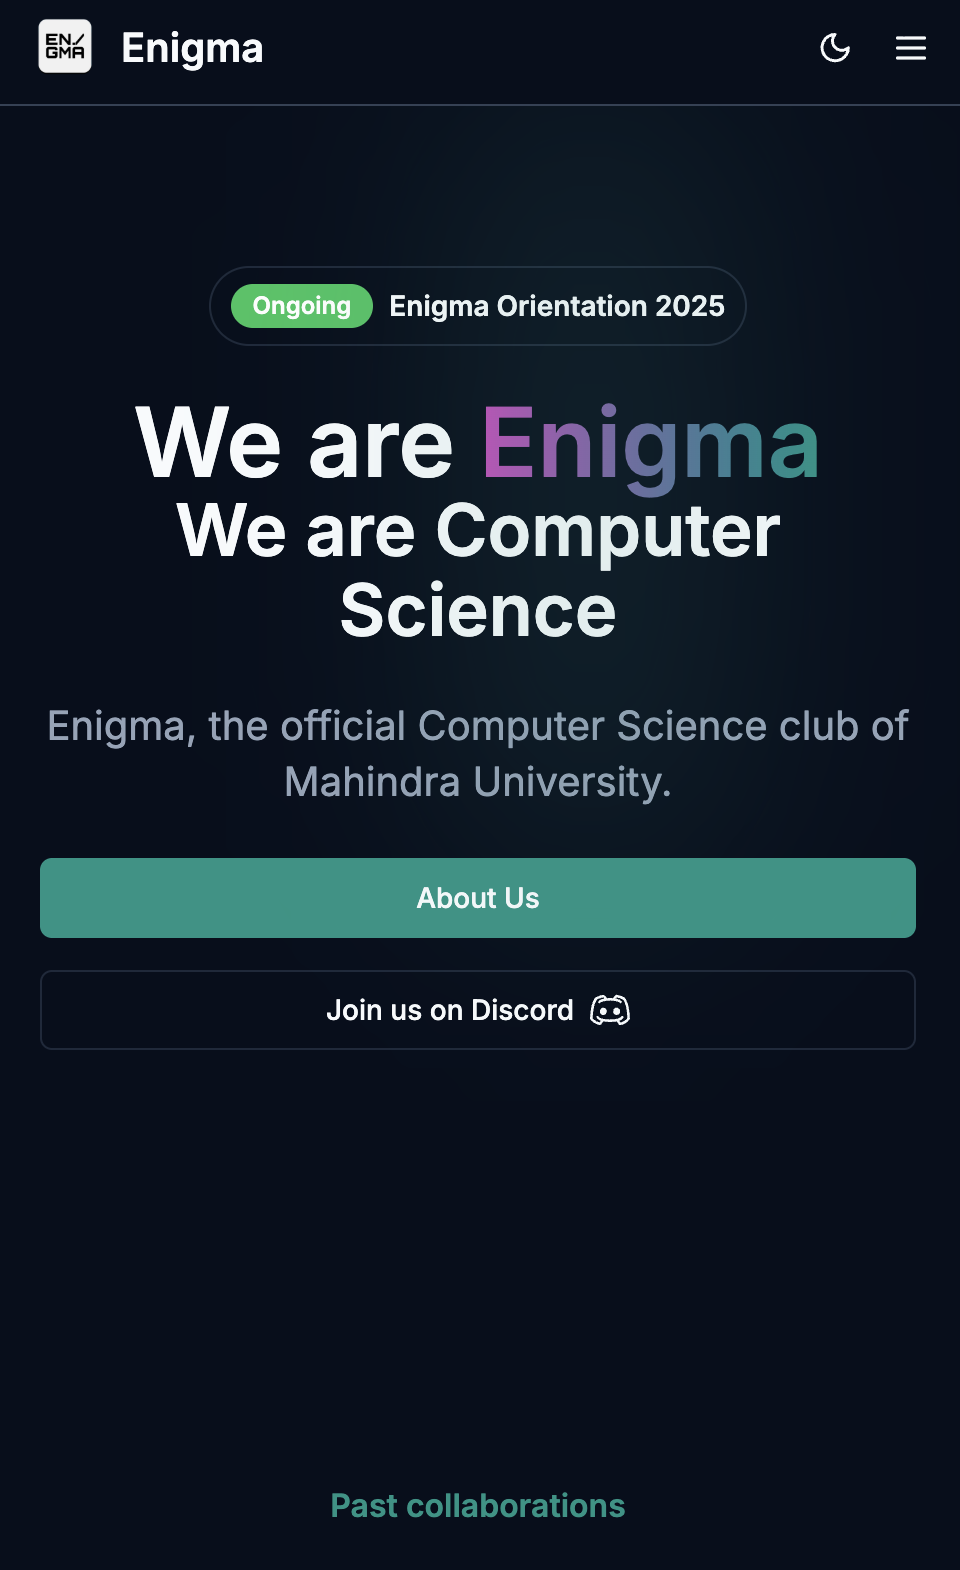 EN/
GMA
Enigma
Ongoing Enigma Orientation 2025
We are Enigma
We are Computer
Science
Enigma, the official Computer Science club of
Mahindra University.
About Us
Join us on Discord
Past collaborations